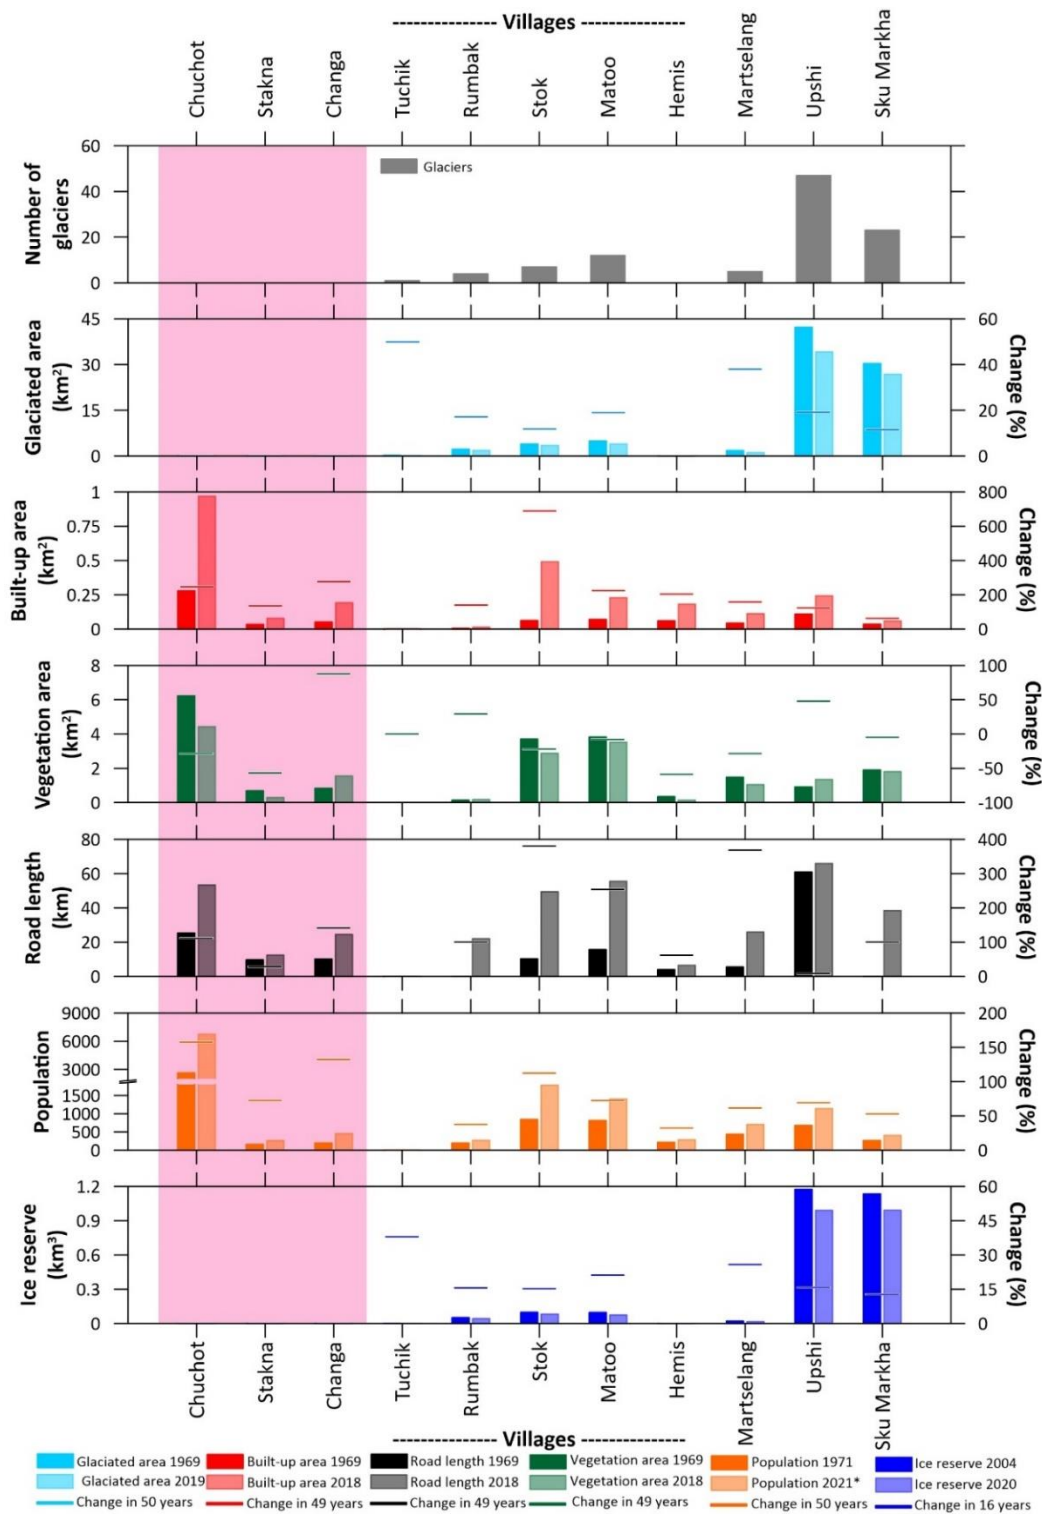 ---------------- Villages ----------------
Chuchot Stakna Changa Tuchik Rumbak Stok Matoo Hemis Martselang Upshi Sku Markha
Number of
glaciers
60
40
20
0
Glaciers
Glaciated area
(km²)
45
30
15
0
60
40
20
0
Change (%)
Built-up area
(km²)
1
0.75
0.5
0.25
0
800
600
400
200
0
Change (%)
Vegetation area
(km²)
8
6
4
2
0
100
50
0
-50
-100
Change (%)
Road length
(km)
80
60
40
20
0
400
300
200
100
0
Change (%)
Population
9000
6000
3000
1500
1000
500
0
200
150
100
50
0
Change (%)
Ice reserve
(km³)
1.2
0.9
0.6
0.3
0
60
45
30
15
0
Change (%)
Chuchot Stakna Changa Tuchik Rumbak Stok Matoo Hemis Martselang Upshi Sku Markha
---------------- Villages ----------------
Glaciated area 1969 Built-up area 1969 Road length 1969 Vegetation area 1969 Population 1971 Ice reserve 2004
Glaciated area 2019 Built-up area 2018 Road length 2018 Vegetation area 2018 Population 2021* Ice reserve 2020
Change in 50 years Change in 49 years Change in 49 years Change in 49 years Change in 50 years Change in 16 years